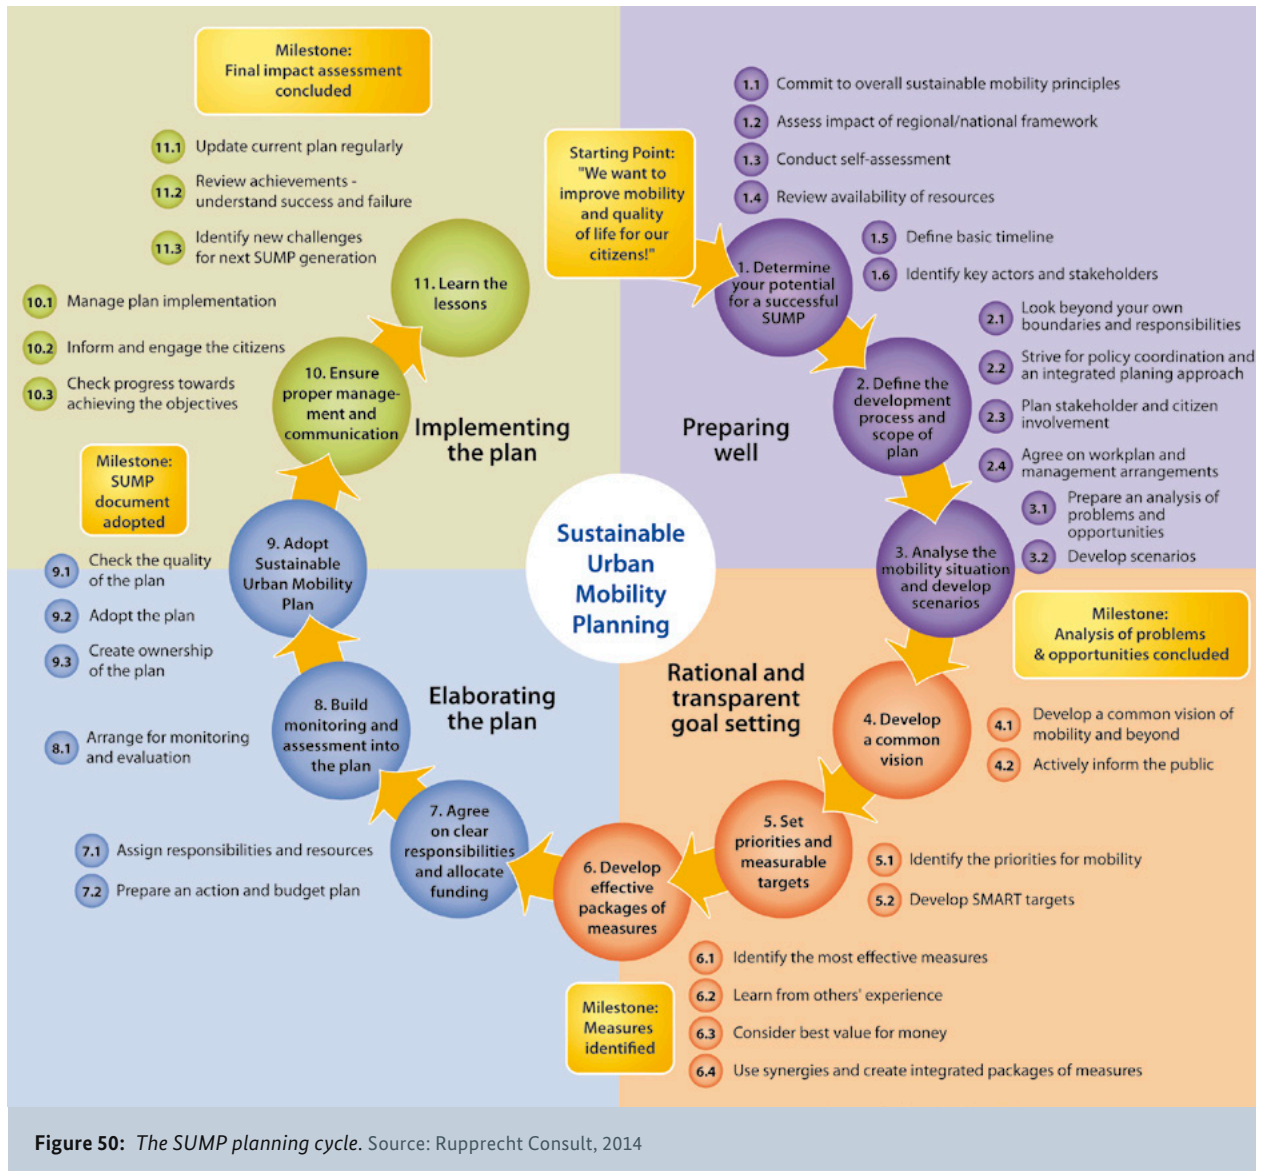 Starting Point:
"We want to
improve mobility
and quality
of life for our
citizens!"
Sustainable
Urban
Mobility
Planning
Preparing
well
1. Determine
your potential
for a successful
SUMP
1.1 Commit to overall sustainable mobility principles
1.2 Assess impact of regional/national framework
1.3 Conduct self-assessment
1.4 Review availability of resources
1.5 Define basic timeline
1.6 Identify key actors and stakeholders
2. Define the
development
process and
scope of
plan
2.1 Look beyond your own
boundaries and responsibilities
2.2 Strive for policy coordination and
an integrated planing approach
2.3 Plan stakeholder and citizen
involvement
2.4 Agree on workplan and
management arrangements
3. Analyse the
mobility situation
and develop
scenarios
3.1 Prepare an analysis of
problems and
opportunities
3.2 Develop scenarios
Milestone:
Analysis of problems
& opportunities concluded
Rational and
transparent
goal setting
4. Develop
a common
vision
4.1 Develop a common vision of
mobility and beyond
4.2 Actively inform the public
5. Set
priorities and
measurable
targets
5.1 Identify the priorities for mobility
5.2 Develop SMART targets
6. Develop
effective
packages of
measures
6.1 Identify the most effective measures
6.2 Learn from others' experience
6.3 Consider best value for money
6.4 Use synergies and create integrated packages of measures
Milestone:
Measures
identified
Elaborating
the plan
7. Agree
on clear
responsibilities
and allocate
funding
7.1 Assign responsibilities and resources
7.2 Prepare an action and budget plan
8. Build
monitoring and
assessment into
the plan
8.1 Arrange for monitoring
and evaluation
9. Adopt
Sustainable
Urban Mobility
Plan
9.1 Check the quality
of the plan
9.2 Adopt the plan
9.3 Create ownership
of the plan
Milestone:
SUMP
document
adopted
Implementing
the plan
10. Ensure
proper manage-
ment and
communication
10.1 Manage plan implementation
10.2 Inform and engage the citizens
10.3 Check progress towards
achieving the objectives
11. Learn the
lessons
11.1 Update current plan regularly
11.2 Review achievements -
understand success and failure
11.3 Identify new challenges
for next SUMP generation
Milestone:
Final impact assessment
concluded
Figure 50: The SUMP planning cycle. Source: Rupprecht Consult, 2014